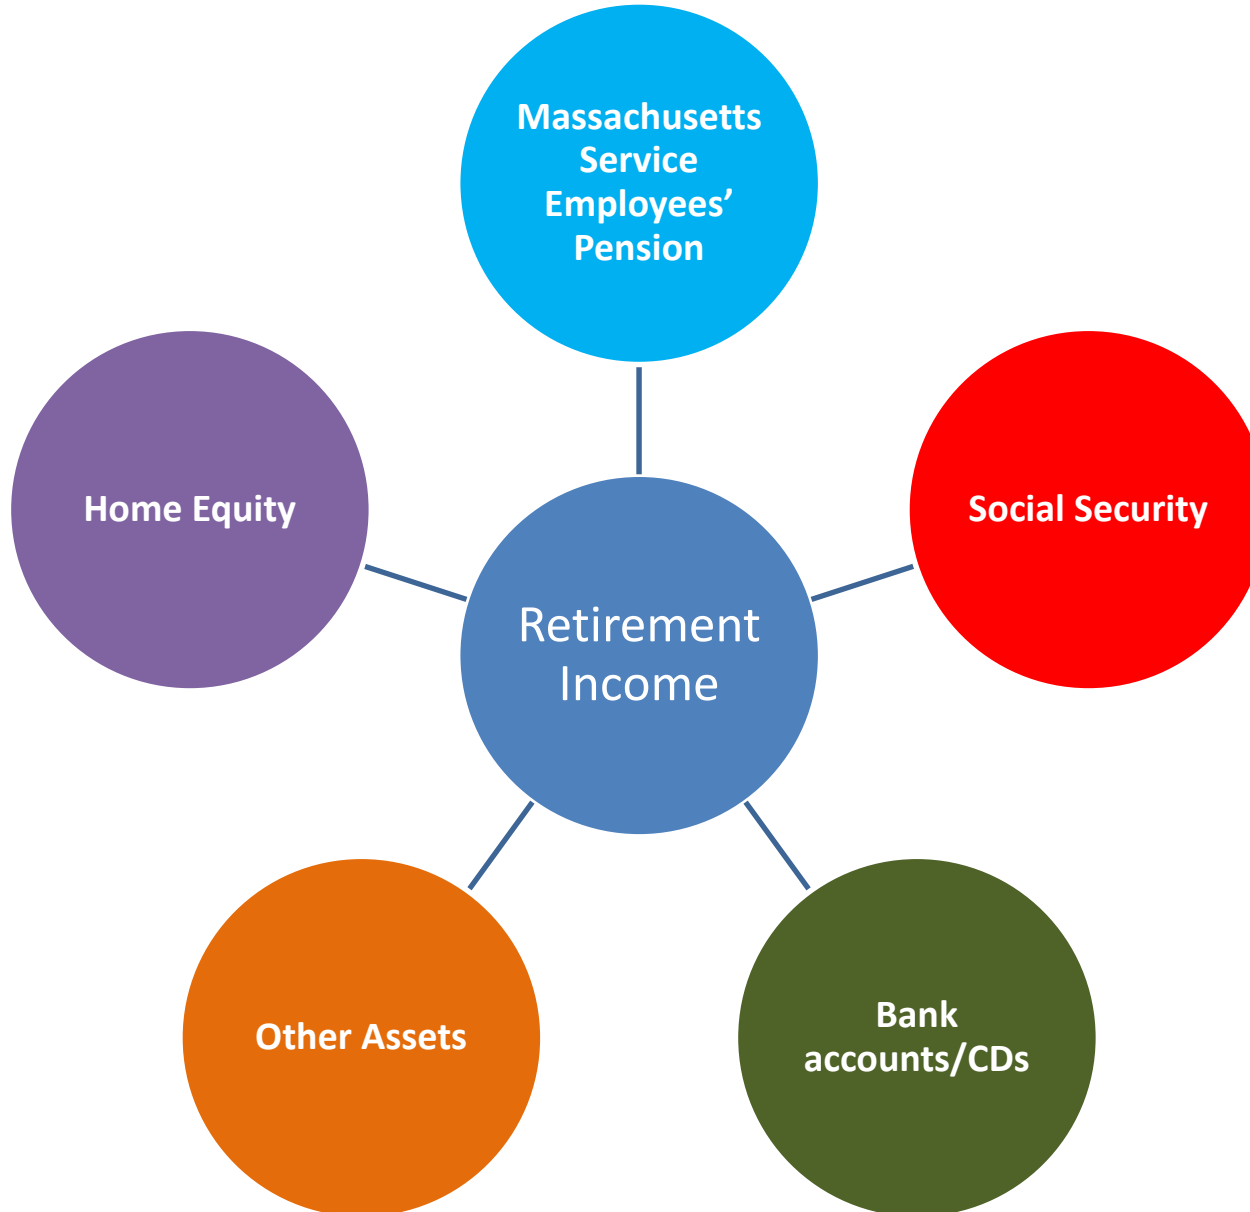 Massachusetts
Service
Employees’
Pension
Home Equity
Social Security
Retirement
Income
Other Assets
Bank
accounts/CDs